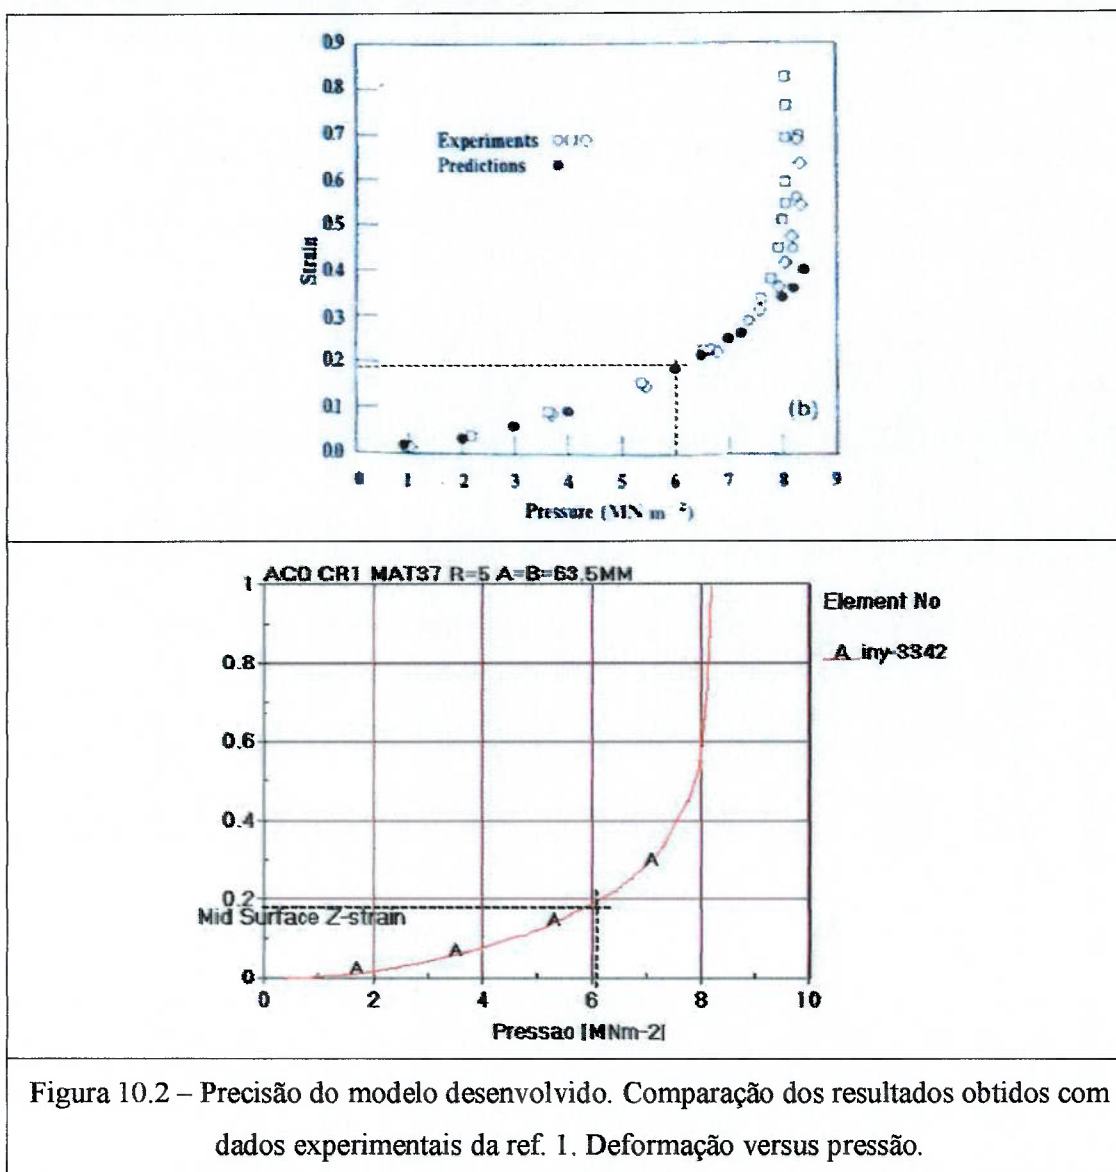 0.9
0.8
0.7
0.6
0.5
0.4
0.3
0.2
0.1
0.0
Strain
Experiments
Predictions
(b)
0 1 2 3 4 5 6 7 8 9
Pressure (MN m⁻²)
ACO CR1 MAT37 R=5 A=B=63.5MM
1
0.8
0.6
0.4
0.2
0
Mid Surface Z-strain
A
A
A
A
Element No
A iny-3342
0 2 4 6 8 10
Pressao [MNm-2]
Figura 10.2 – Precisão do modelo desenvolvido. Comparação dos resultados obtidos com
dados experimentais da ref. 1. Deformação versus pressão.